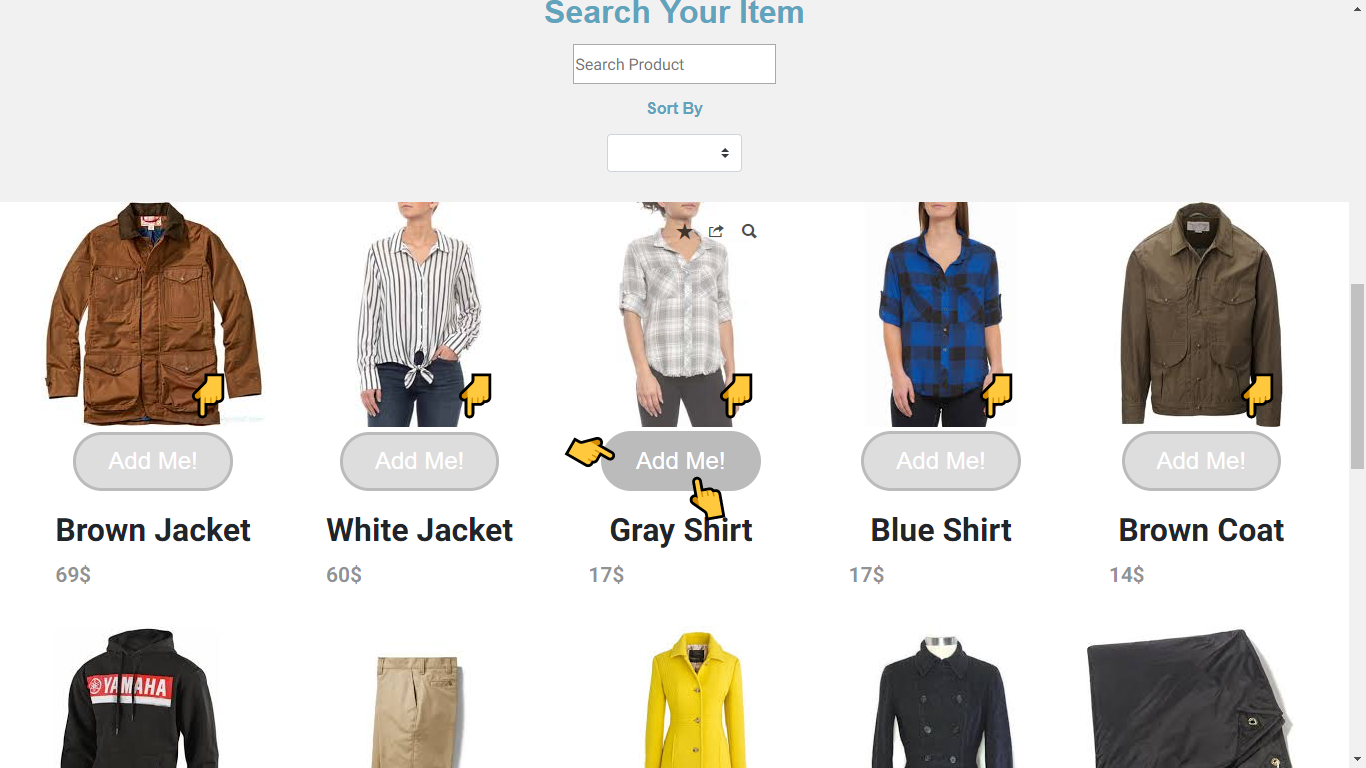 Search Your Item
Search Product
Sort By
Add Me! Add Me! Add Me! Add Me! Add Me!
Brown Jacket White Jacket Gray Shirt Blue Shirt Brown Coat
69$ 60$ 17$ 17$ 14$
YAMAHA